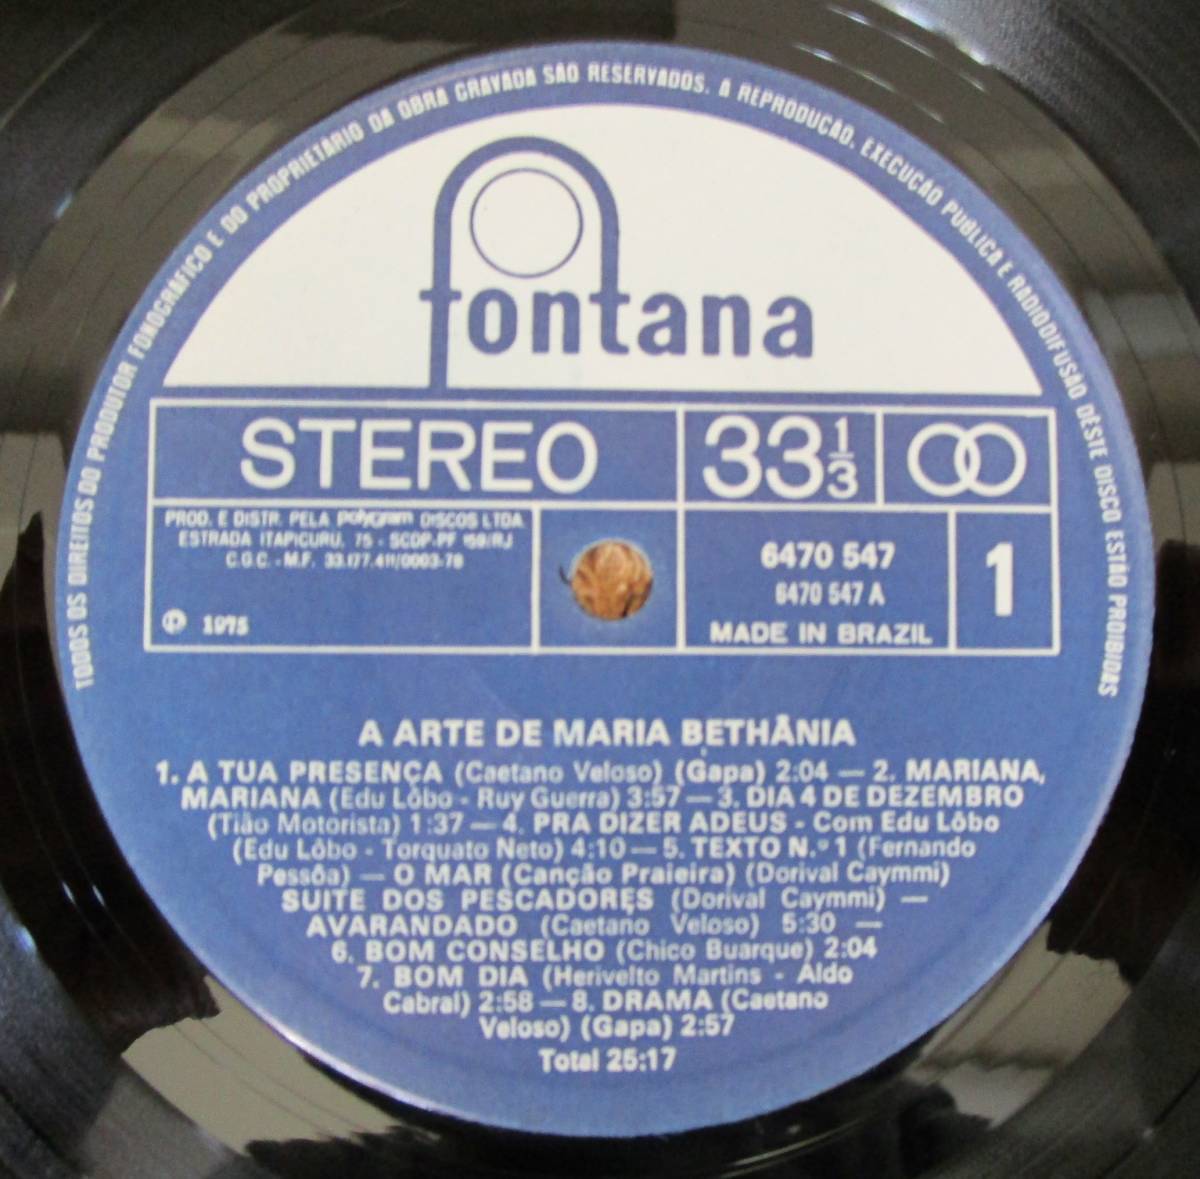 TODOS OS DIREITOS DO PRODUTOR FONOGRÁFICO E DO PROPRIETÁRIO DA OBRA GRAVADA SÃO RESERVADOS. A REPRODUÇÃO, EXECUÇÃO PÚBLICA E RADIODIFUSÃO DÊSTE DISCO ESTÃO PROIBIDAS
fontana
STEREO
33 1/3
PROD. E DISTR. PELA polygram DISCOS LTDA
ESTRADA ITAPICURU, 75 - SCDP-PF 159/RJ
C.G.C. - M.F. 33.177.411/0003-78
℗ 1975
6470 547
6470 547 A
MADE IN BRAZIL
1
A ARTE DE MARIA BETHÂNIA
1. A TUA PRESENÇA (Caetano Veloso) (Gapa) 2:04 — 2. MARIANA,
MARIANA (Edu Lôbo - Ruy Guerra) 3:57 — 3. DIA 4 DE DEZEMBRO
(Tião Motorista) 1:37 — 4. PRA DIZER ADEUS - Com Edu Lôbo
(Edu Lôbo - Torquato Neto) 4:10 — 5. TEXTO N.º 1 (Fernando
Pessôa) — O MAR (Canção Praieira) (Dorival Caymmi)
SUITE DOS PESCADORES (Dorival Caymmi) —
AVARANDADO (Caetano Veloso) 5:30 —
6. BOM CONSELHO (Chico Buarque) 2:04
7. BOM DIA (Herivelto Martins - Aldo
Cabral) 2:58 — 8. DRAMA (Caetano
Veloso) (Gapa) 2:57
Total 25:17